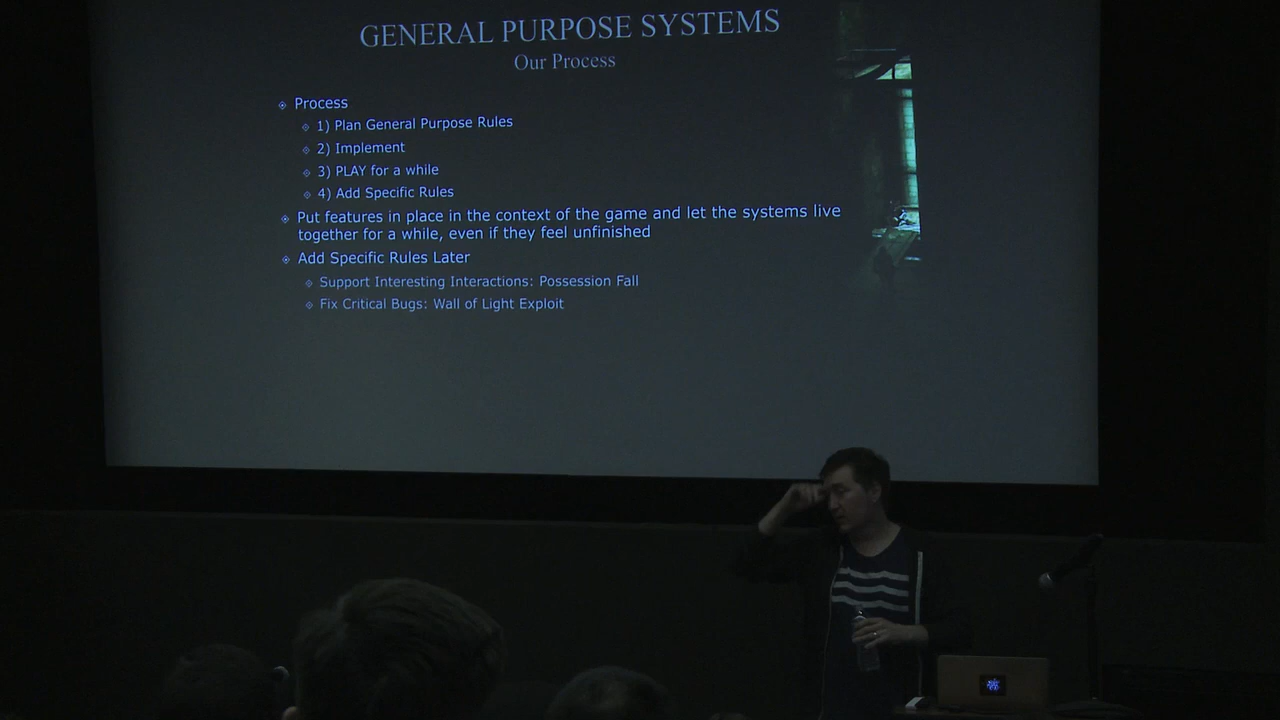 GENERAL PURPOSE SYSTEMS
Our Process
Process
1) Plan General Purpose Rules
2) Implement
3) PLAY for a while
4) Add Specific Rules
Put features in place in the context of the game and let the systems live
together for a while, even if they feel unfinished
Add Specific Rules Later
Support Interesting Interactions: Possession Fall
Fix Critical Bugs: Wall of Light Exploit